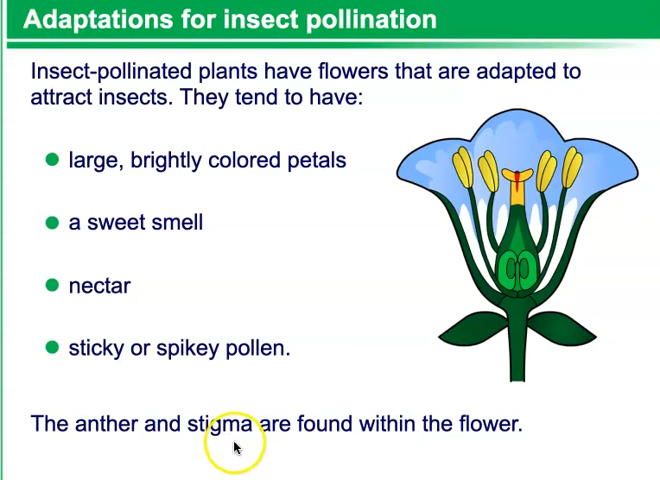 Adaptations for insect pollination
Insect-pollinated plants have flowers that are adapted to
attract insects. They tend to have:
large, brightly colored petals
a sweet smell
nectar
sticky or spikey pollen.
The anther and stigma are found within the flower.